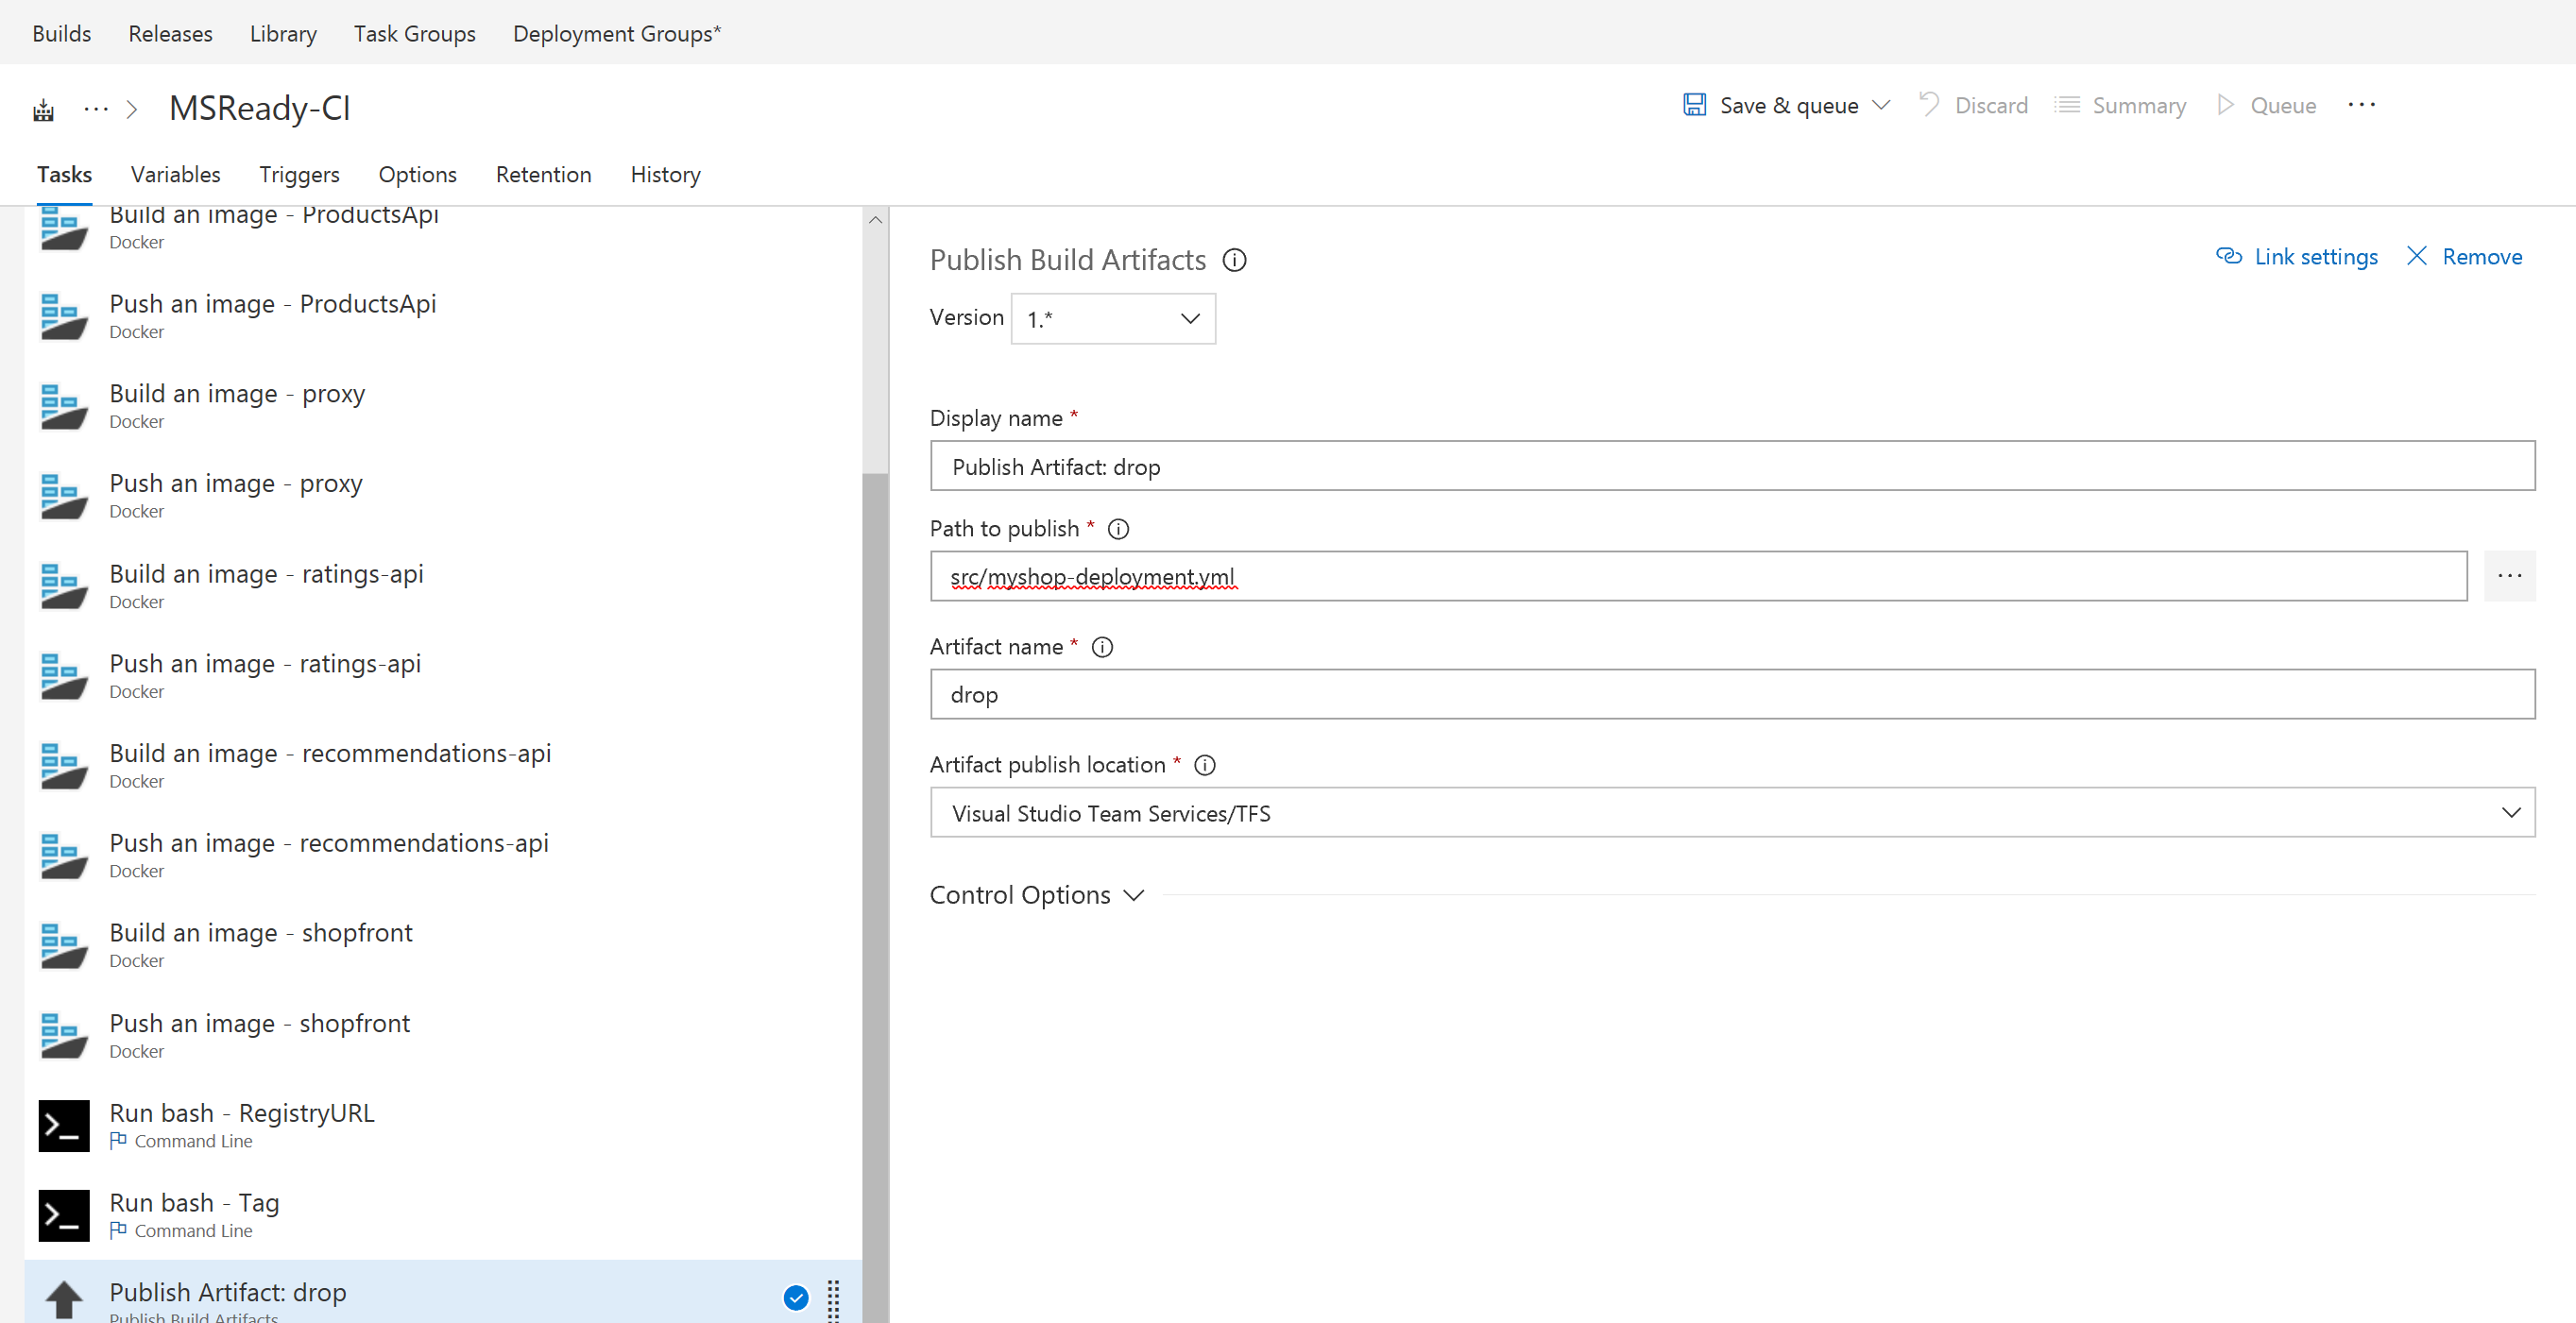 Builds Releases Library Task Groups Deployment Groups*
··· > MSReady-CI
Save & queue Discard Summary Queue ···
Tasks Variables Triggers Options Retention History
Build an image - ProductsApi
Docker
Push an image - ProductsApi
Docker
Build an image - proxy
Docker
Push an image - proxy
Docker
Build an image - ratings-api
Docker
Push an image - ratings-api
Docker
Build an image - recommendations-api
Docker
Push an image - recommendations-api
Docker
Build an image - shopfront
Docker
Push an image - shopfront
Docker
Run bash - RegistryURL
Command Line
Run bash - Tag
Command Line
Publish Artifact: drop
Publish Build Artifacts
Publish Build Artifacts
Link settings Remove
Version 1.*
Display name *
Publish Artifact: drop
Path to publish *
src/myshop-deployment.yml
···
Artifact name *
drop
Artifact publish location *
Visual Studio Team Services/TFS
Control Options